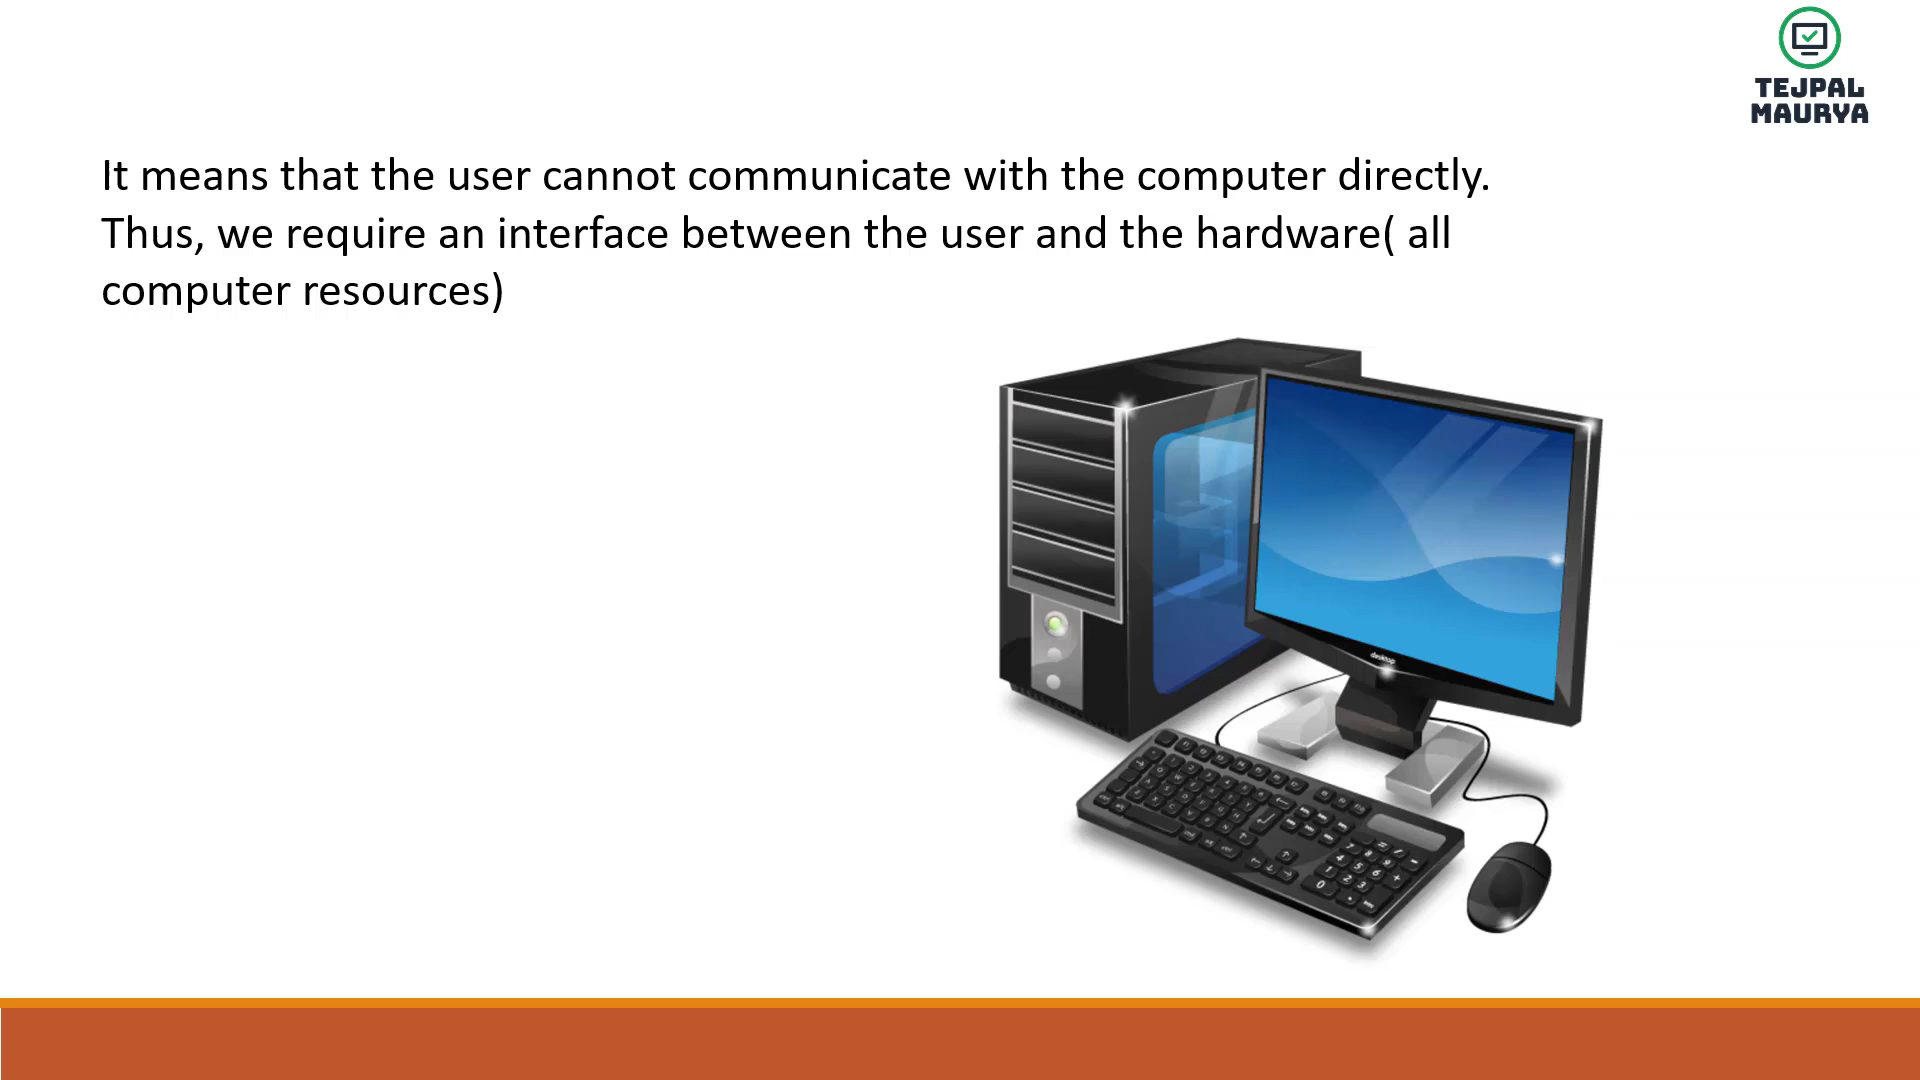 TEJPAL
MAURYA
It means that the user cannot communicate with the computer directly.
Thus, we require an interface between the user and the hardware( all
computer resources)
desktop